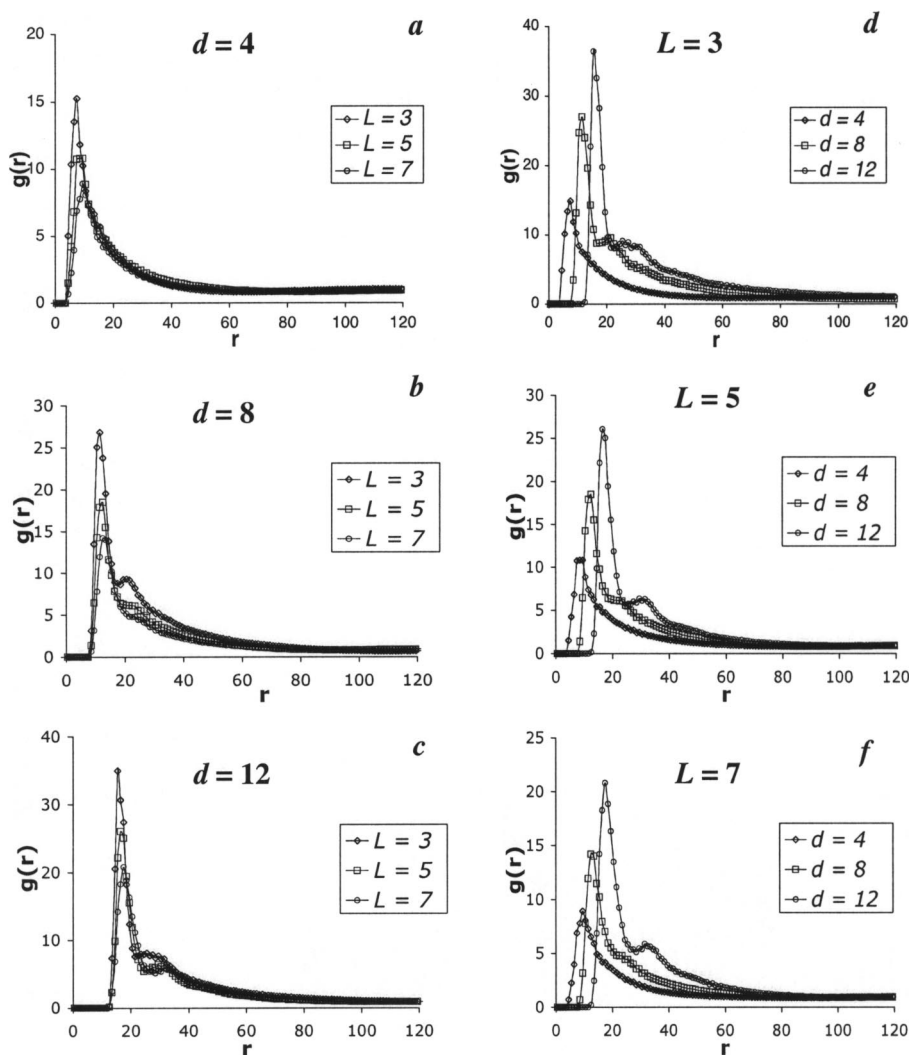 a
d = 4
20
15
10
5
0
g(r)
L = 3
L = 5
L = 7
0 20 40 60 80 100 120
r
d
L = 3
40
30
20
10
0
g(r)
d = 4
d = 8
d = 12
0 20 40 60 80 100 120
r
b
d = 8
30
25
20
15
10
5
0
g(r)
L = 3
L = 5
L = 7
0 20 40 60 80 100 120
r
e
L = 5
30
25
20
15
10
5
0
g(r)
d = 4
d = 8
d = 12
0 20 40 60 80 100 120
r
c
d = 12
40
30
20
10
0
g(r)
L = 3
L = 5
L = 7
0 20 40 60 80 100 120
r
f
L = 7
25
20
15
10
5
0
g(r)
d = 4
d = 8
d = 12
0 20 40 60 80 100 120
r